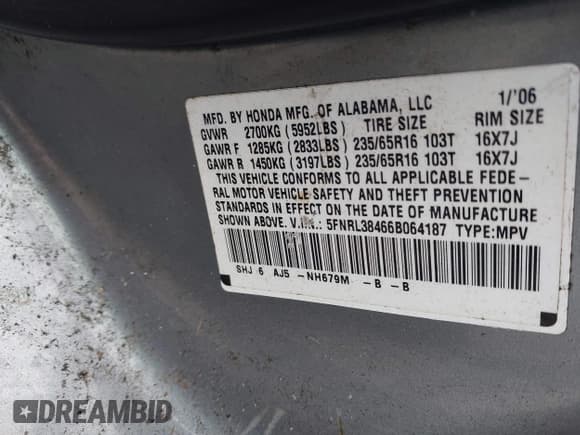 MFD. BY HONDA MFG. OF ALABAMA, LLC 1/'06
GVWR 2700KG (5952LBS) TIRE SIZE RIM SIZE
GAWR F 1285KG (2833LBS) 235/65R16 103T 16X7J
GAWR R 1450KG (3197LBS) 235/65R16 103T 16X7J
THIS VEHICLE CONFORMS TO ALL APPLICABLE FEDE-
RAL MOTOR VEHICLE SAFETY AND THEFT PREVENTION
STANDARDS IN EFFECT ON THE DATE OF MANUFACTURE
SHOWN ABOVE. V.I.N.: 5FNRL38466B064187 TYPE:MPV
SHJ 6 AJ5 -NH679M -B -B
DREAMBID